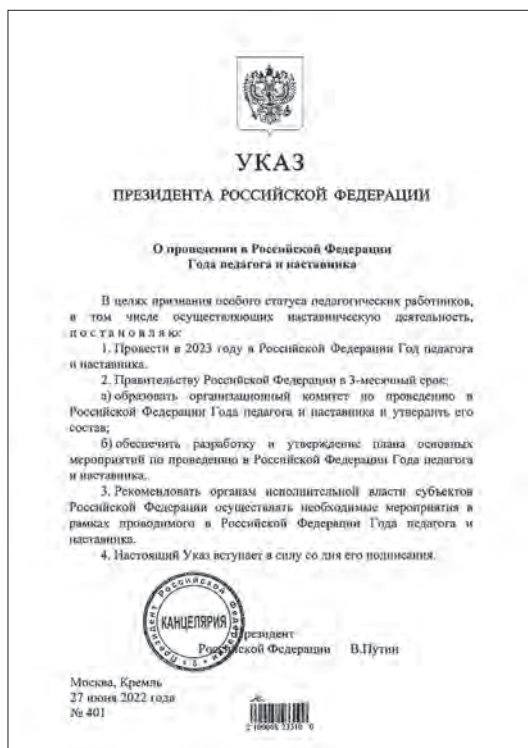 УКАЗ
ПРЕЗИДЕНТА РОССИЙСКОЙ ФЕДЕРАЦИИ
О проведении в Российской Федерации
Года педагога и наставника
В целях признания особого статуса педагогических работников,
в том числе осуществляющих наставническую деятельность,
постановляю:
1. Провести в 2023 году в Российской Федерации Год педагога
и наставника.
2. Правительству Российской Федерации в 3-месячный срок:
а) образовать организационный комитет по проведению в
Российской Федерации Года педагога и наставника и утвердить его
состав;
б) обеспечить разработку и утверждение плана основных
мероприятий по проведению в Российской Федерации Года педагога
и наставника.
3. Рекомендовать органам исполнительной власти субъектов
Российской Федерации осуществлять необходимые мероприятия в
рамках проводимого в Российской Федерации Года педагога и
наставника.
4. Настоящий Указ вступает в силу со дня его подписания.
Президент Российской Федерации
КАНЦЕЛЯРИЯ
Президент
Российской Федерации В.Путин
Москва, Кремль
27 июня 2022 года
№ 401